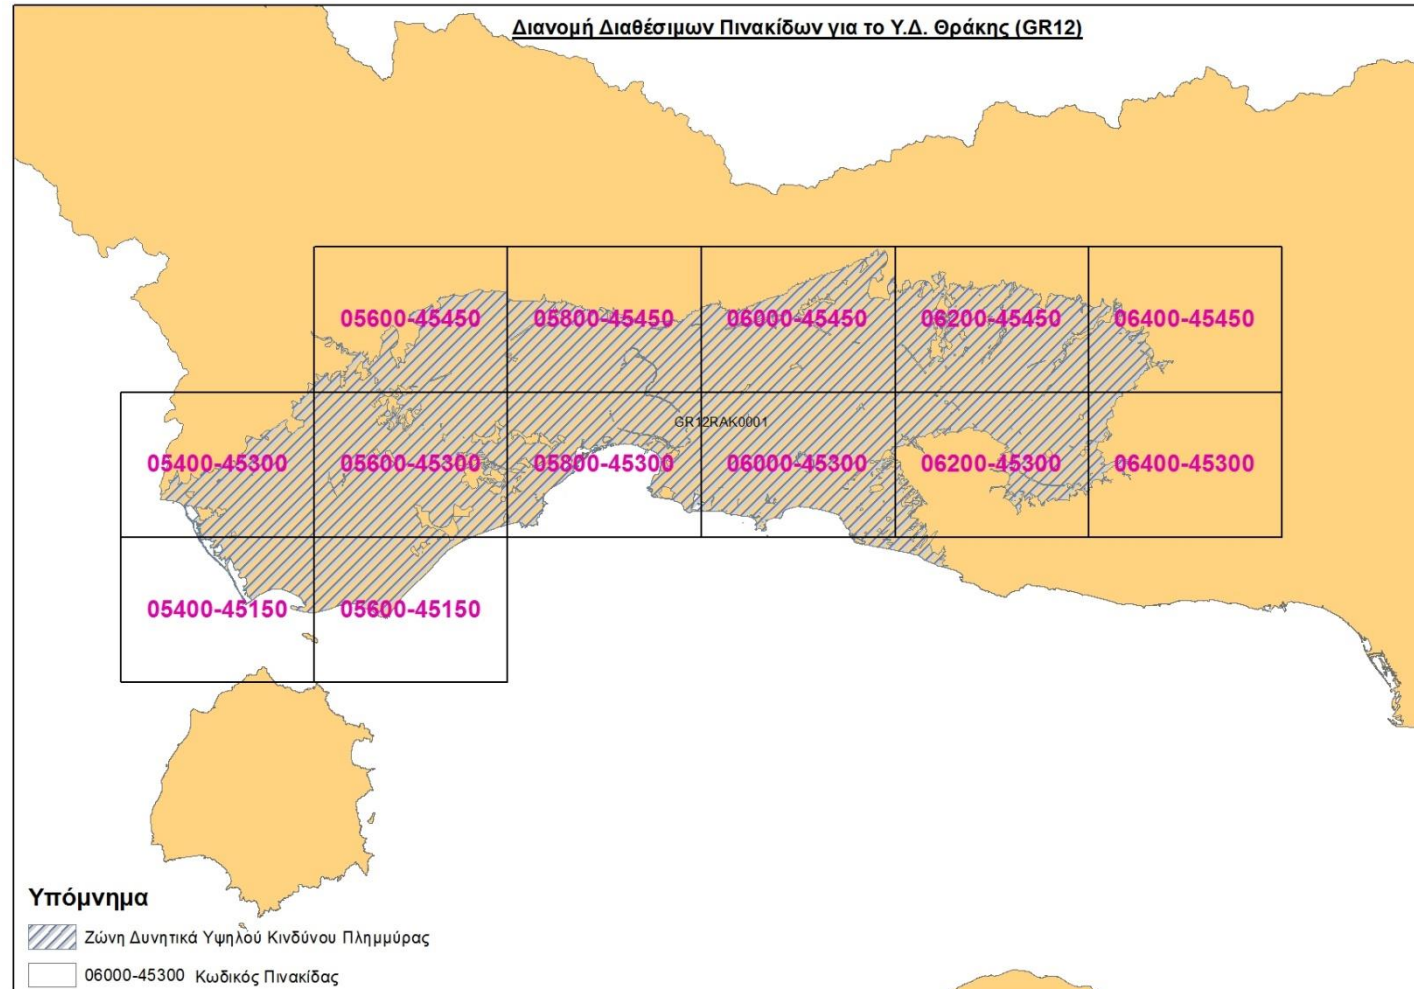 Διανομή Διαθέσιμων Πινακίδων για το Υ.Δ. Θράκης (GR12)
05600-45450 05800-45450 06000-45450 06200-45450 06400-45450
GR12RAK0001
05400-45300 05600-45300 05800-45300 06000-45300 06200-45300 06400-45300
05400-45150 05600-45150
Υπόμνημα
Ζώνη Δυνητικά Υψηλού Κινδύνου Πλημμύρας
06000-45300 Κωδικός Πινακίδας